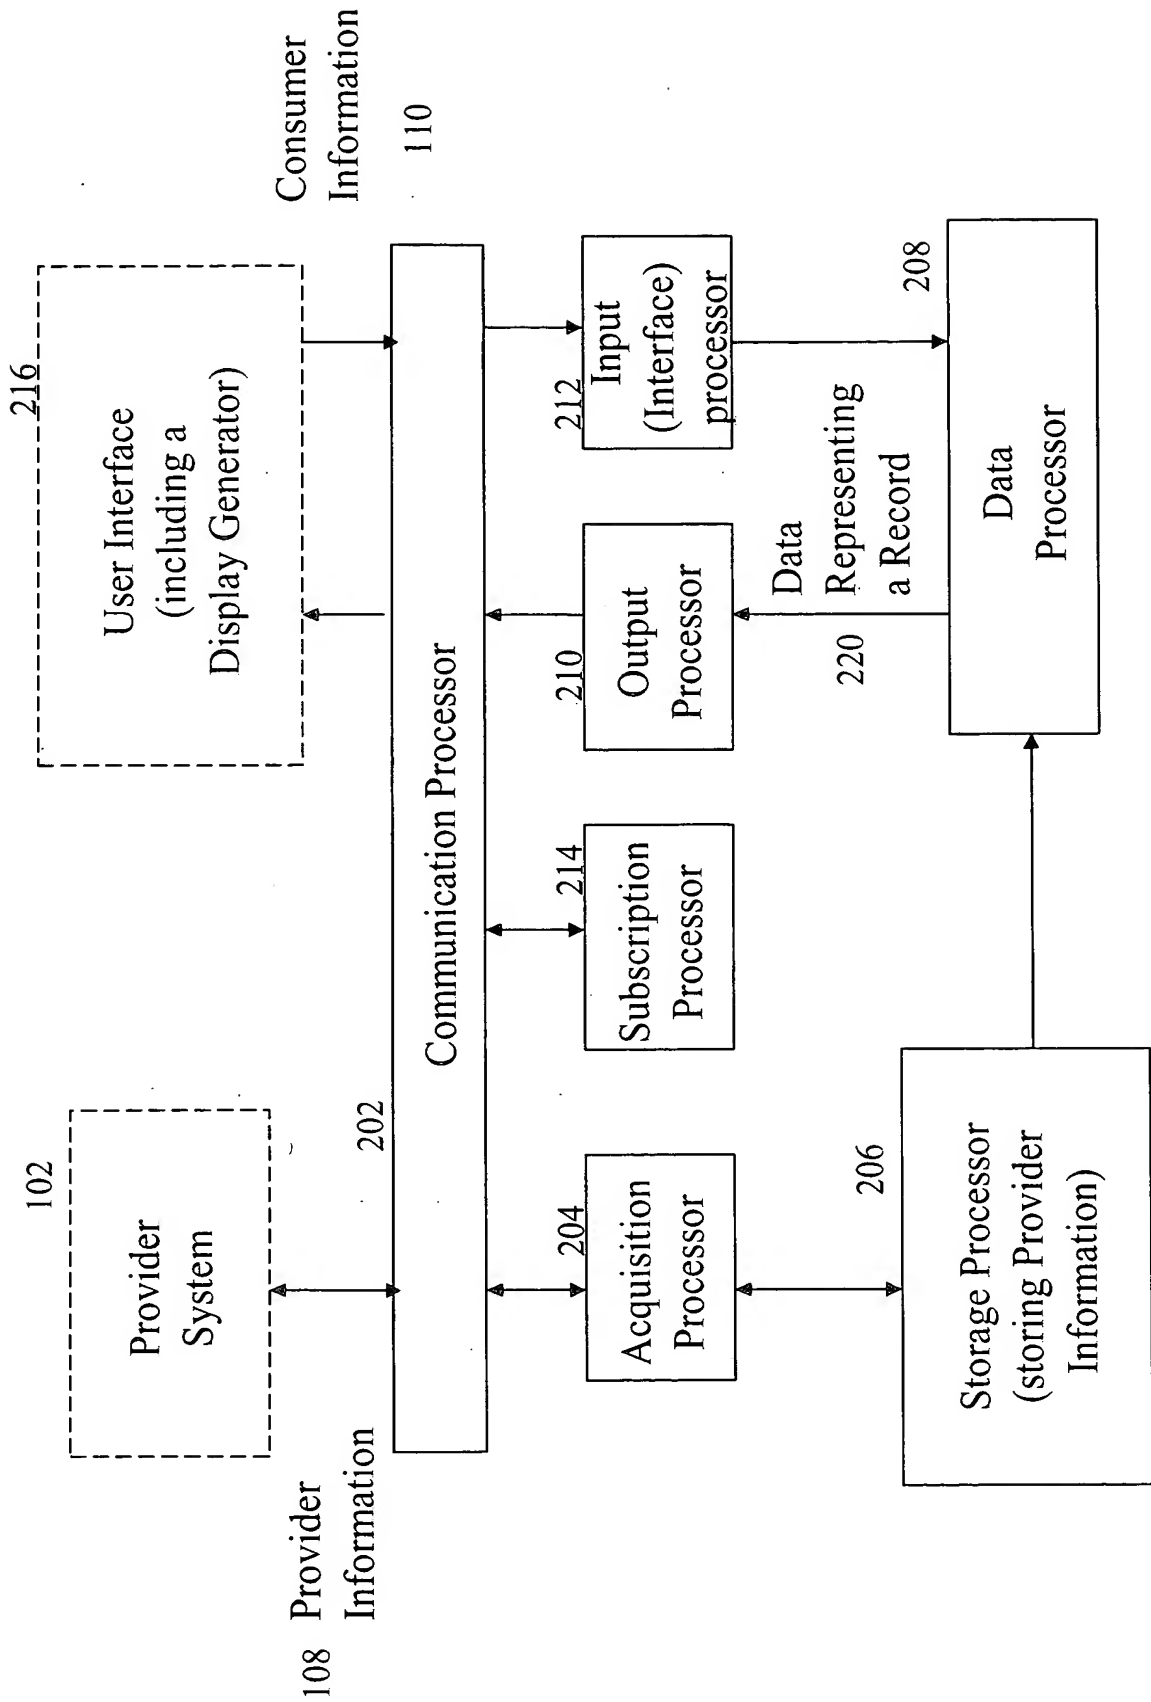 102
Provider
System
216
User Interface
(including a
Display Generator)
108 Provider
Information
Consumer
Information
110
202
Communication Processor
204
Acquisition
Processor
214
Subscription
Processor
210
Output
Processor
212
Input
(Interface)
processor
220
Data
Representing
a Record
206
Storage Processor
(storing Provider
Information)
208
Data
Processor